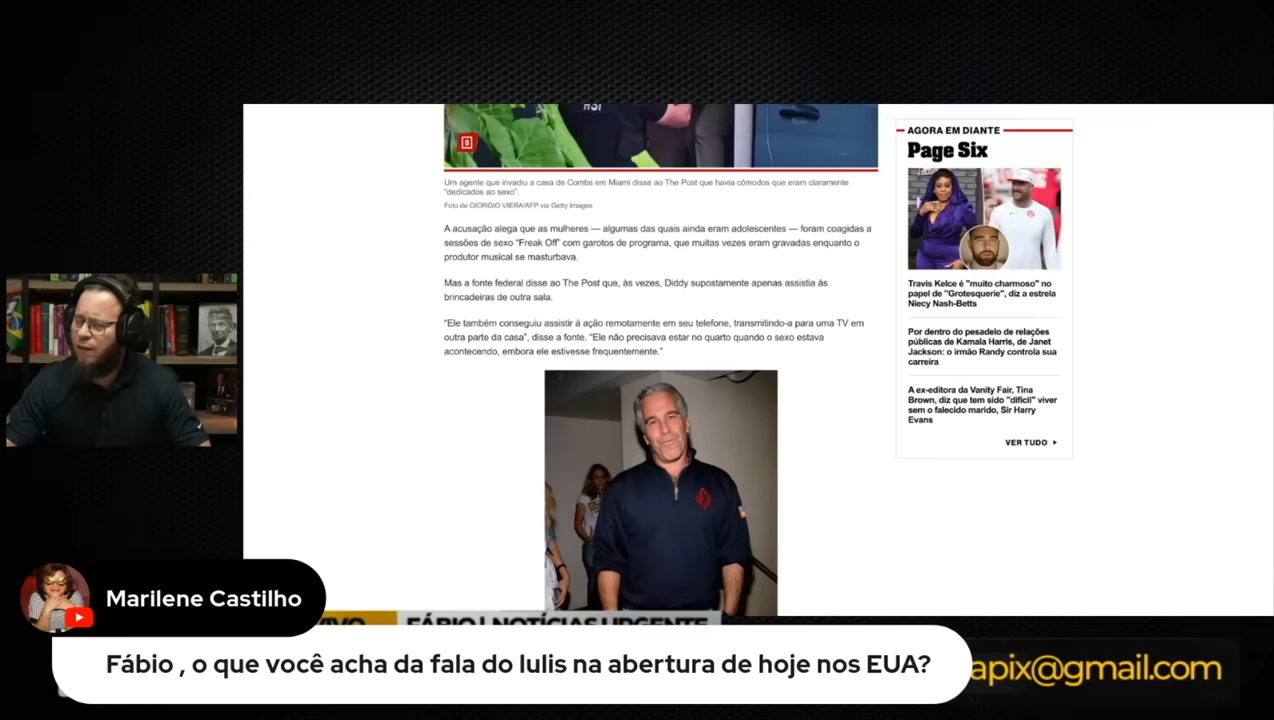 HSI
Um agente que invadiu a casa de Combs em Miami disse ao The Post que havia cômodos que eram claramente
"dedicados ao sexo".
Foto de GIORGIO VIERA/AFP via Getty Images
A acusação alega que as mulheres — algumas das quais ainda eram adolescentes — foram coagidas a
sessões de sexo "Freak Off" com garotos de programa, que muitas vezes eram gravadas enquanto o
produtor musical se masturbava.
Mas a fonte federal disse ao The Post que, às vezes, Diddy supostamente apenas assistia às
brincadeiras de outra sala.
"Ele também conseguiu assistir à ação remotamente em seu telefone, transmitindo-a para uma TV em
outra parte da casa", disse a fonte. "Ele não precisava estar no quarto quando o sexo estava
acontecendo, embora ele estivesse frequentemente."
AGORA EM DIANTE
Page Six
Travis Kelce é "muito charmoso" no
papel de "Grotesquerie", diz a estrela
Niecy Nash-Betts
Por dentro do pesadelo de relações
públicas de Kamala Harris, de Janet
Jackson: o irmão Randy controla sua
carreira
A ex-editora da Vanity Fair, Tina
Brown, diz que tem sido "difícil" viver
sem o falecido marido, Sir Harry
Evans
VER TUDO
Marilene Castilho
VIVO FÁBIO | NOTÍCIAS URGENTE
Fábio , o que você acha da fala do lulis na abertura de hoje nos EUA?
apix@gmail.com